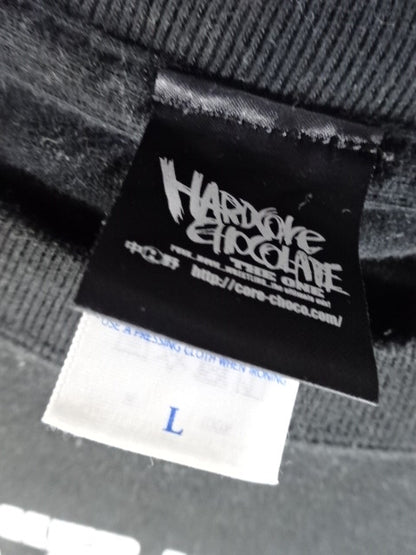 HARDCORE
CHOCOLATE
THE ONE
http://core-choco.com/
USE A PRESSING CLOTH WHEN IRONING
L